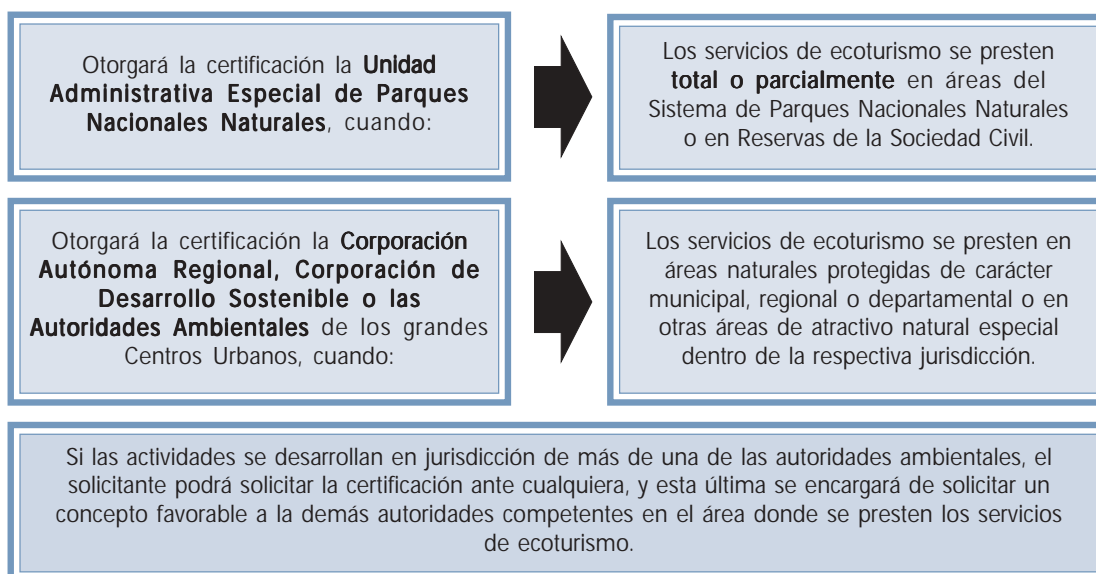 Otorgará la certificación la Unidad
Administrativa Especial de Parques
Nacionales Naturales, cuando:
Los servicios de ecoturismo se presten
total o parcialmente en áreas del
Sistema de Parques Nacionales Naturales
o en Reservas de la Sociedad Civil.
Otorgará la certificación la Corporación
Autónoma Regional, Corporación de
Desarrollo Sostenible o las
Autoridades Ambientales de los grandes
Centros Urbanos, cuando:
Los servicios de ecoturismo se presten en
áreas naturales protegidas de carácter
municipal, regional o departamental o en
otras áreas de atractivo natural especial
dentro de la respectiva jurisdicción.
Si las actividades se desarrollan en jurisdicción de más de una de las autoridades ambientales, el
solicitante podrá solicitar la certificación ante cualquiera, y esta última se encargará de solicitar un
concepto favorable a la demás autoridades competentes en el área donde se presten los servicios
de ecoturismo.